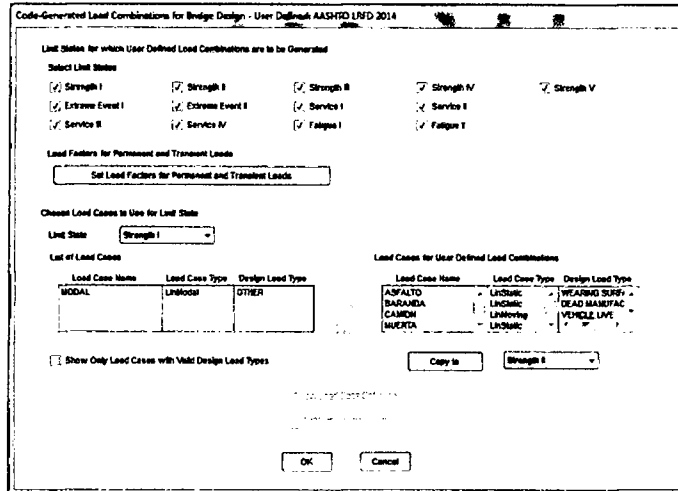 Code-Generated Load Combinations for Bridge Design - User Defined: AASHTO LRFD 2014
Limit States for which User Defined Load Combinations are to be Generated
Select Limit States
Strength I Strength II Strength III Strength IV Strength V
Extreme Event I Extreme Event II Service I Service II
Service III Service IV Fatigue I Fatigue II
Load Factors for Permanent and Transient Loads
Set Load Factors for Permanent and Transient Loads
Chosen Load Cases to Use for Limit State
Limit State Strength I
List of Load Cases
Load Case Name Load Case Type Design Load Type
MODAL LinModal OTHER
Load Cases for User Defined Load Combinations
Load Case Name Load Case Type Design Load Type
ASFALTO LinStatic WEARING SURF
BARANDA LinStatic DEAD MANUFAC
CAMION LinMoving VEHICLE LIVE
MUERTA LinStatic
Show Only Load Cases with Valid Design Load Types
Copy to Strength II
OK Cancel